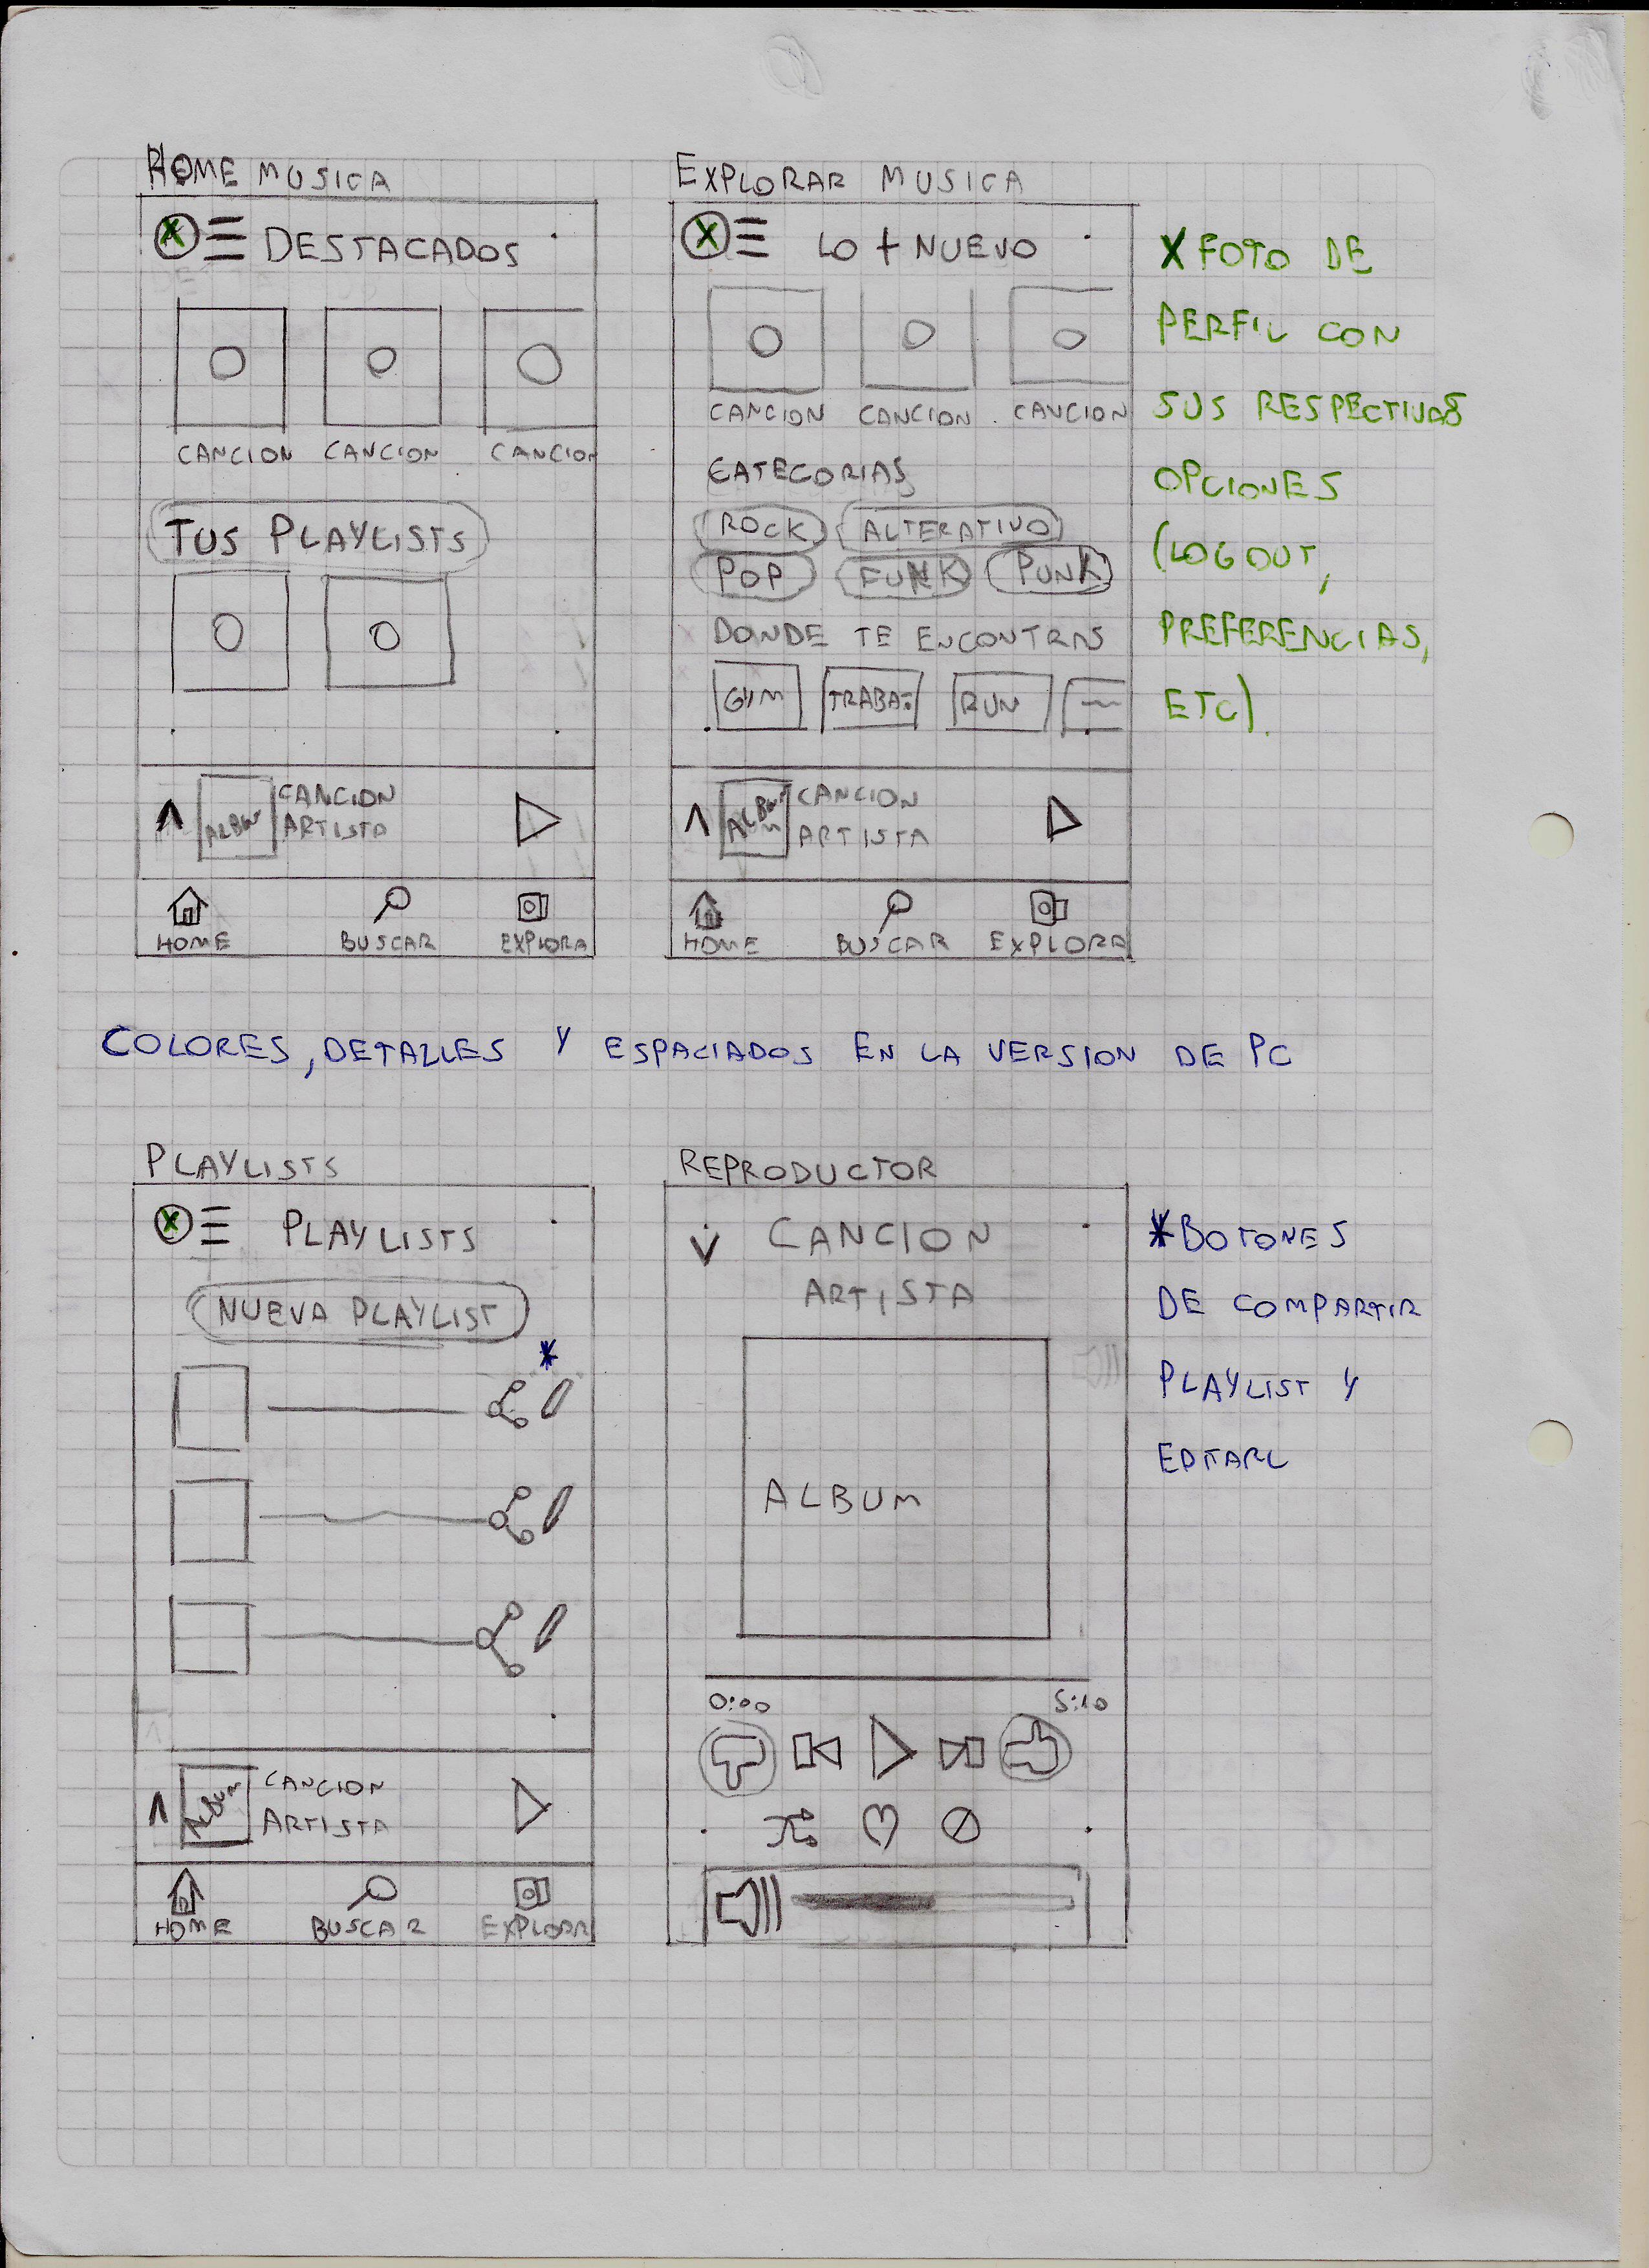 HOME MUSICA
X DESTACADOS
CANCION CANCION CANCION
TUS PLAYLISTS
ALBUM CANCION
ARTISTA
HOME BUSCAR EXPLORA
EXPLORAR MUSICA
X LO + NUEVO
CANCION CANCION CANCION
CATEGORIAS
ROCK ALTERATIVO
POP FUNK PUNK
DONDE TE ENCONTRAS
GYM TRABAJ RUN
ALBUM CANCION
ARTISTA
HOME BUSCAR EXPLORA
X FOTO DE
PERFIL CON
SUS RESPECTIVAS
OPCIONES
(LOGOUT,
PREFERENCIAS,
ETC).
COLORES, DETALLES Y ESPACIADOS EN LA VERSION DE PC
PLAYLISTS
X PLAYLISTS
NUEVA PLAYLIST
*
ALBUM CANCION
ARTISTA
HOME BUSCAR EXPLORA
REPRODUCTOR
CANCION
ARTISTA
ALBUM
0:00 5:10
*BOTONES
DE COMPARTIR
PLAYLIST Y